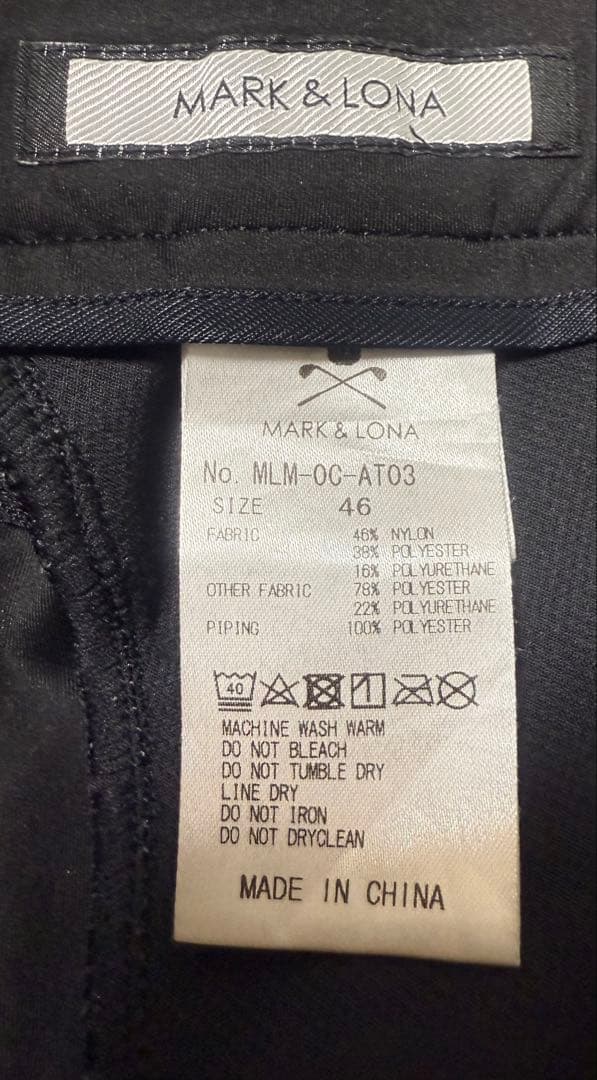 MARK & LONA
MARK & LONA
No. MLM-OC-AT03
SIZE 46
FABRIC 46% NYLON
38% POLYESTER
16% POLYURETHANE
OTHER FABRIC 78% POLYESTER
22% POLYURETHANE
PIPING 100% POLYESTER
40
MACHINE WASH WARM
DO NOT BLEACH
DO NOT TUMBLE DRY
LINE DRY
DO NOT IRON
DO NOT DRYCLEAN
MADE IN CHINA